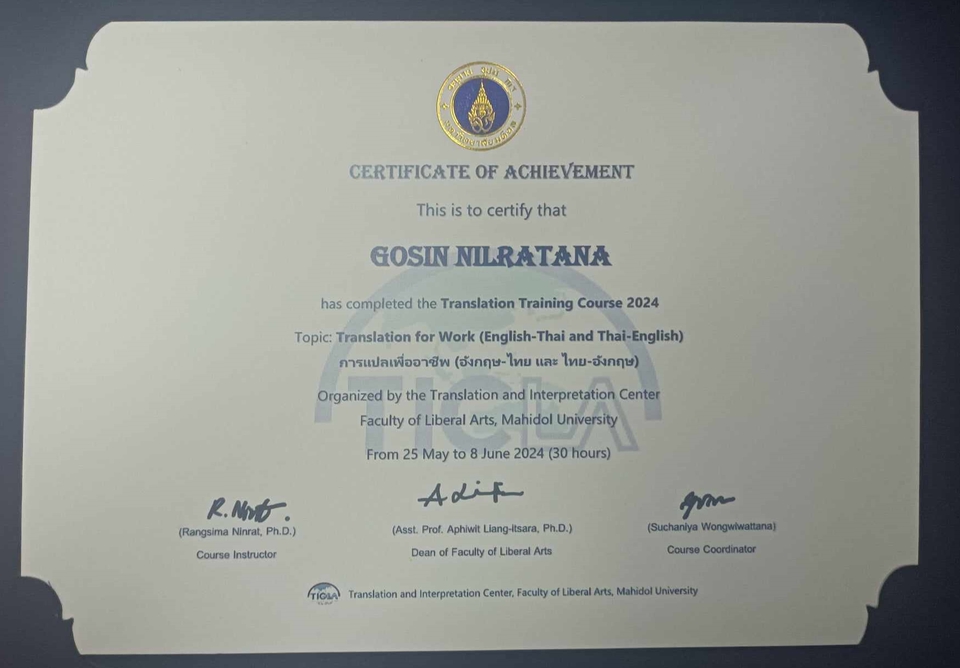 CERTIFICATE OF ACHIEVEMENT
This is to certify that
GOSIN NILRATANA
has completed the Translation Training Course 2024
Topic: Translation for Work (English-Thai and Thai-English)
การแปลเพื่ออาชีพ (อังกฤษ-ไทย และ ไทย-อังกฤษ)
Organized by the Translation and Interpretation Center
Faculty of Liberal Arts, Mahidol University
TICLA
From 25 May to 8 June 2024 (30 hours)
R. Ninrat.
(Rangsima Ninrat, Ph.D.)
Course Instructor
(Asst. Prof. Aphiwit Liang-Itsara, Ph.D.)
Dean of Faculty of Liberal Arts
(Suchaniya Wongwiwattana)
Course Coordinator
TICLA Translation and Interpretation Center, Faculty of Liberal Arts, Mahidol University